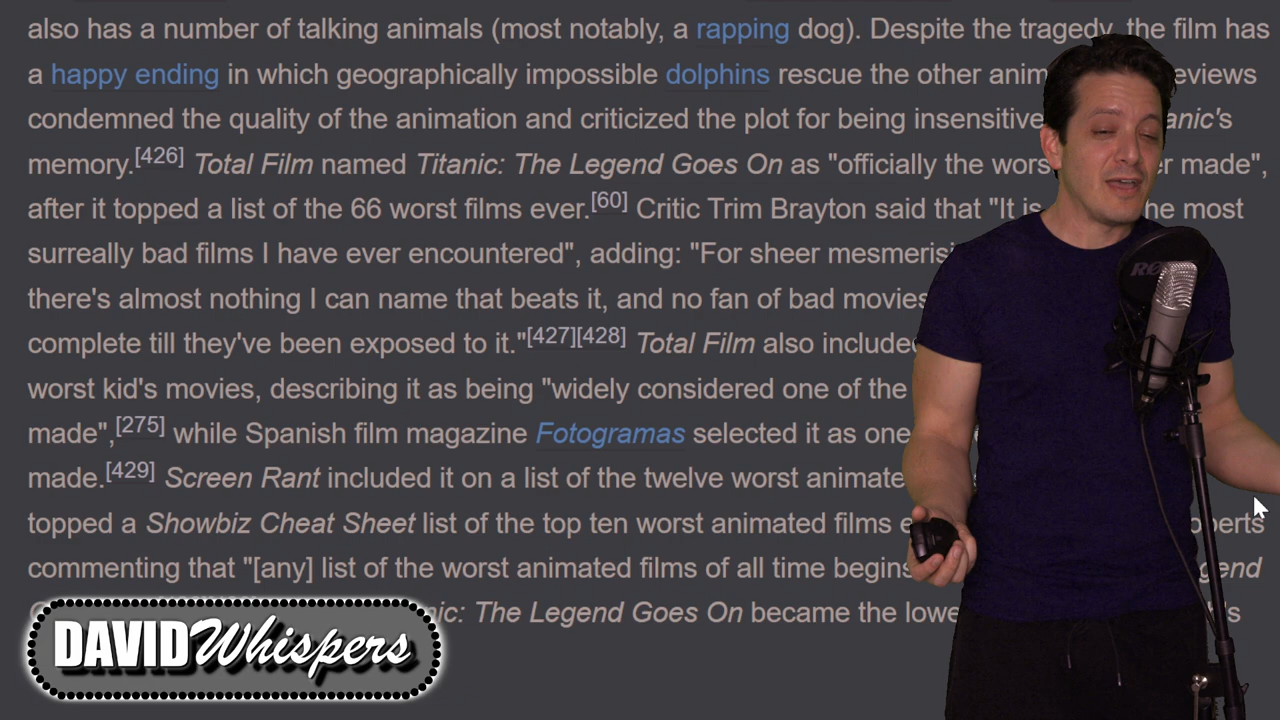 also has a number of talking animals (most notably, a rapping dog). Despite the tragedy, the film has
a happy ending in which geographically impossible dolphins rescue the other anim eviews
condemned the quality of the animation and criticized the plot for being insensitive anic's
memory.[426] Total Film named Titanic: The Legend Goes On as "officially the wors er made",
after it topped a list of the 66 worst films ever.[60] Critic Trim Brayton said that "It is he most
surreally bad films I have ever encountered", adding: "For sheer mesmerisi
there's almost nothing I can name that beats it, and no fan of bad movies
complete till they've been exposed to it."[427][428] Total Film also include
worst kid's movies, describing it as being "widely considered one of the
made",[275] while Spanish film magazine Fotogramas selected it as one
made.[429] Screen Rant included it on a list of the twelve worst animate
topped a Showbiz Cheat Sheet list of the top ten worst animated films e oberts
commenting that "[any] list of the worst animated films of all time begins gend
nic: The Legend Goes On became the lowe s
DAVID Whispers
RODE